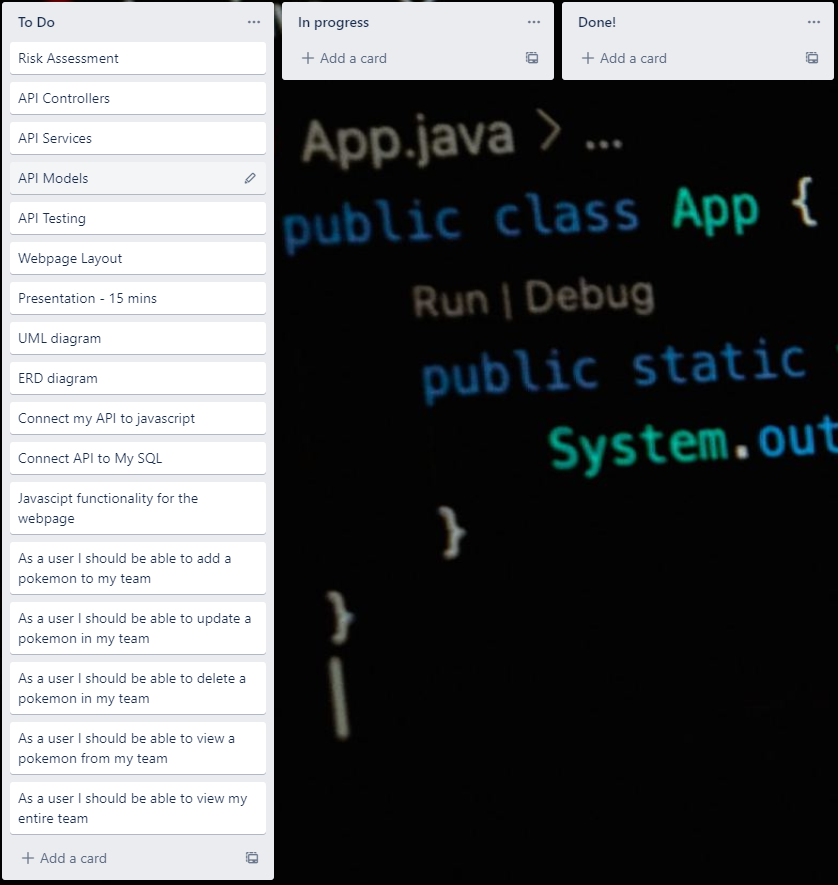 To Do
Risk Assessment
API Controllers
API Services
API Models
API Testing
Webpage Layout
Presentation - 15 mins
UML diagram
ERD diagram
Connect my API to javascript
Connect API to My SQL
Javascipt functionality for the
webpage
As a user I should be able to add a
pokemon to my team
As a user I should be able to update a
pokemon in my team
As a user I should be able to delete a
pokemon in my team
As a user I should be able to view a
pokemon from my team
As a user I should be able to view my
entire team
+ Add a card
In progress
+ Add a card
Done!
+ Add a card
App.java > ...
public class App {
Run | Debug
public static
System.out
}
}